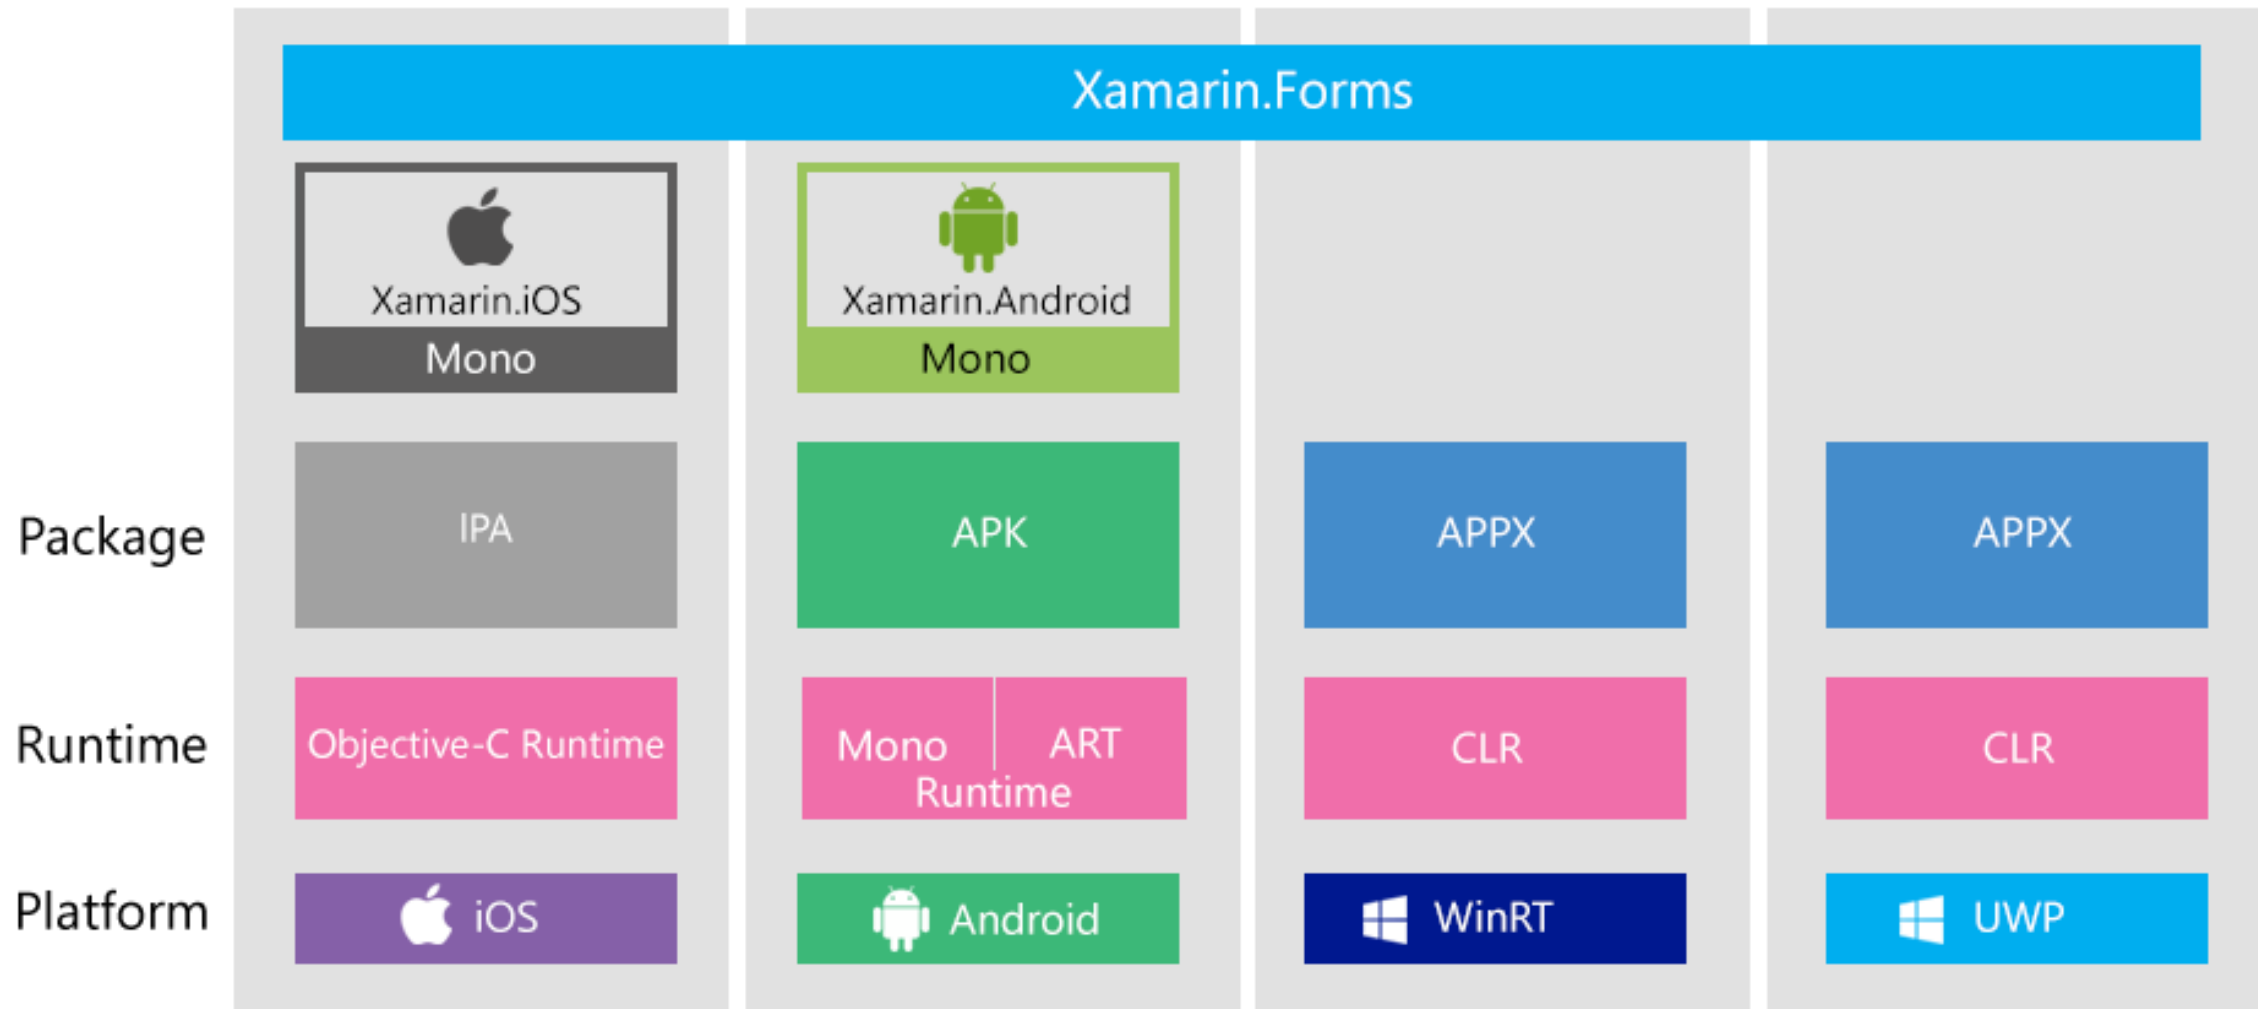 Xamarin.Forms
Xamarin.iOS
Mono
Xamarin.Android
Mono
Package
IPA
APK
APPX
APPX
Runtime
Objective-C Runtime
Mono
ART
Runtime
CLR
CLR
Platform
iOS
Android
WinRT
UWP